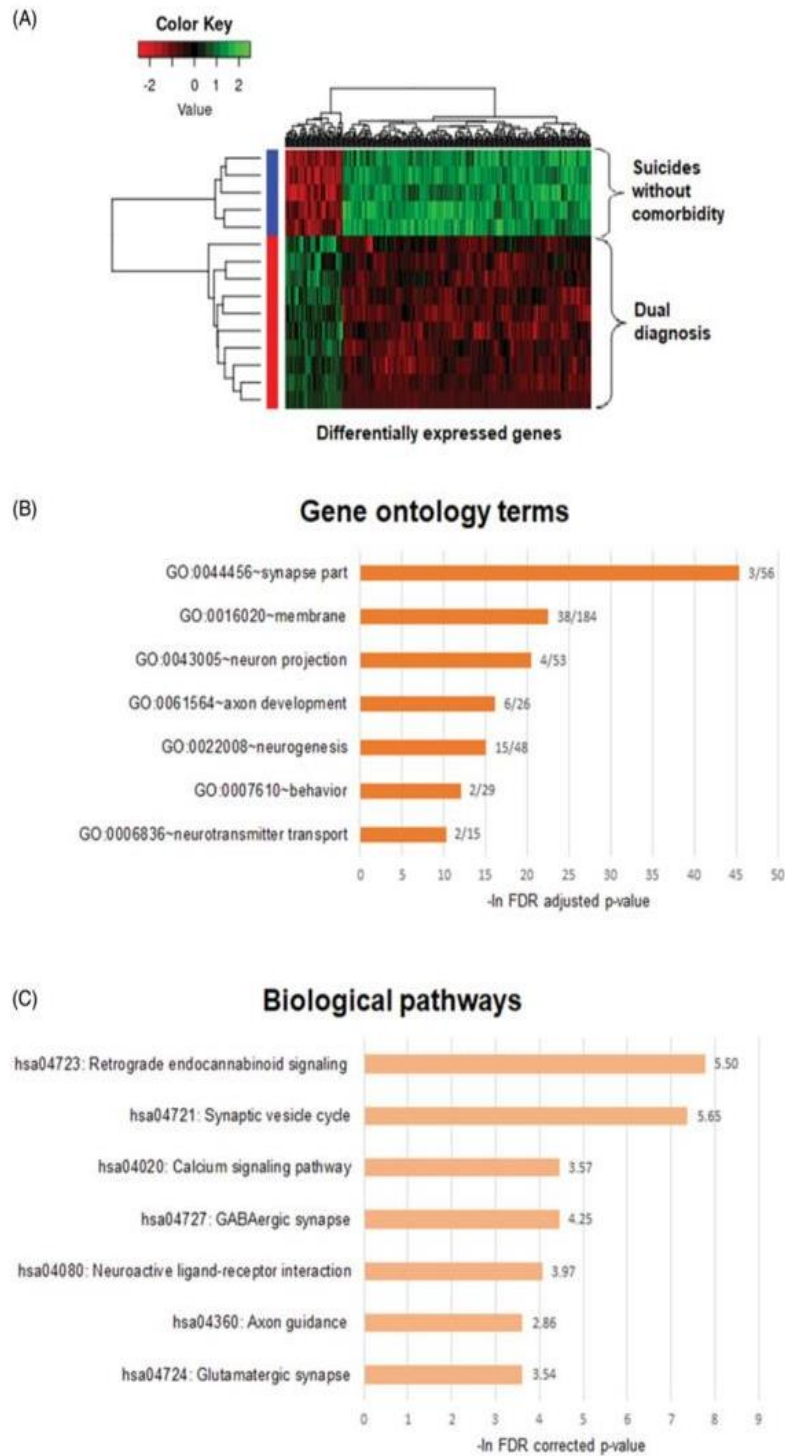 (A)
Color Key
-2 0 1 2
Value
Suicides
without
comorbidity
Dual
diagnosis
Differentially expressed genes
(B)
Gene ontology terms
GO:0044456~synapse part 3/56
GO:0016020~membrane 38/184
GO:0043005~neuron projection 4/53
GO:0061564~axon development 6/26
GO:0022008~neurogenesis 15/48
GO:0007610~behavior 2/29
GO:0006836~neurotransmitter transport 2/15
0 5 10 15 20 25 30 35 40 45 50
-ln FDR adjusted p-value
(C)
Biological pathways
hsa04723: Retrograde endocannabinoid signaling 5.50
hsa04721: Synaptic vesicle cycle 5.65
hsa04020: Calcium signaling pathway 3.57
hsa04727: GABAergic synapse 4.25
hsa04080: Neuroactive ligand-receptor interaction 3.97
hsa04360: Axon guidance 2.86
hsa04724: Glutamatergic synapse 3.54
0 1 2 3 4 5 6 7 8 9
-ln FDR corrected p-value